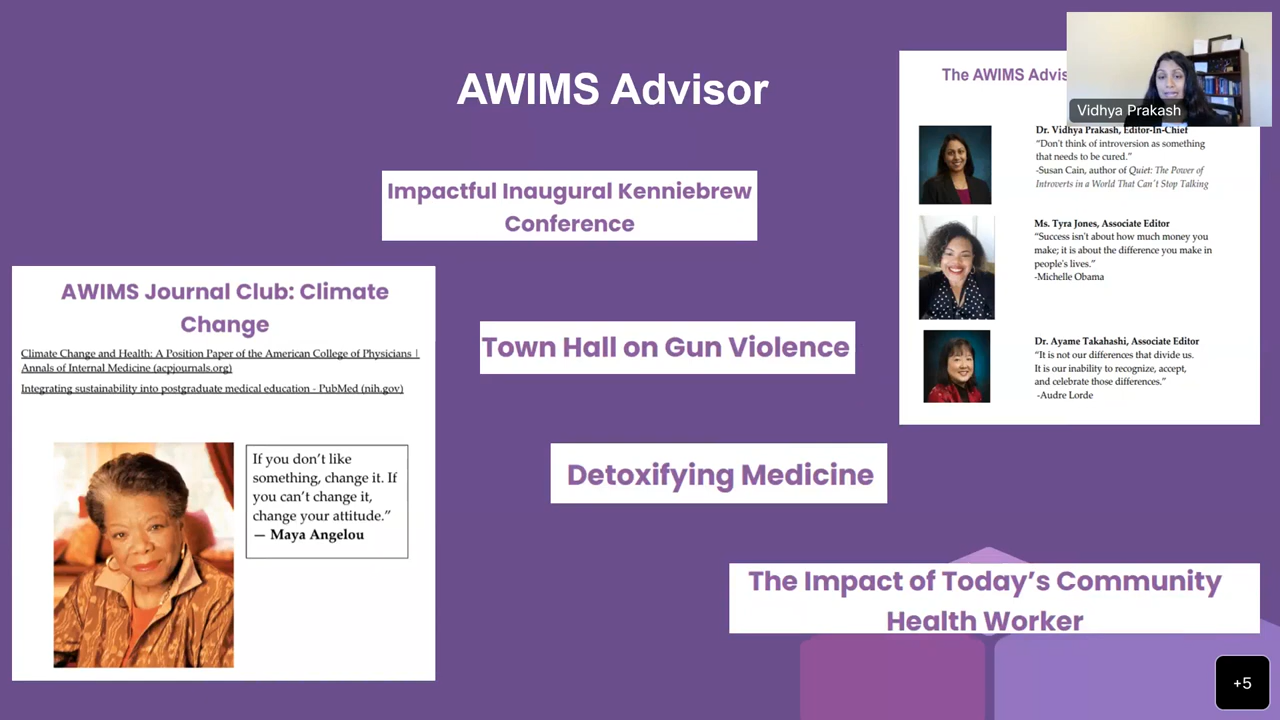 AWIMS Advisor
Impactful Inaugural Kenniebrew
Conference
AWIMS Journal Club: Climate
Change
Climate Change and Health: A Position Paper of the American College of Physicians |
Annals of Internal Medicine (acpjournals.org)
Integrating sustainability into postgraduate medical education - PubMed (nih.gov)
If you don’t like
something, change it. If
you can’t change it,
change your attitude.”
— Maya Angelou
Town Hall on Gun Violence
Detoxifying Medicine
The Impact of Today’s Community
Health Worker
The AWIMS Advis
Vidhya Prakash
Dr. Vidhya Prakash, Editor-In-Chief
“Don't think of introversion as something
that needs to be cured.”
-Susan Cain, author of Quiet: The Power of
Introverts in a World That Can't Stop Talking
Ms. Tyra Jones, Associate Editor
“Success isn't about how much money you
make; it is about the difference you make in
people's lives.”
-Michelle Obama
Dr. Ayame Takahashi, Associate Editor
“It is not our differences that divide us.
It is our inability to recognize, accept,
and celebrate those differences.”
-Audre Lorde
+5